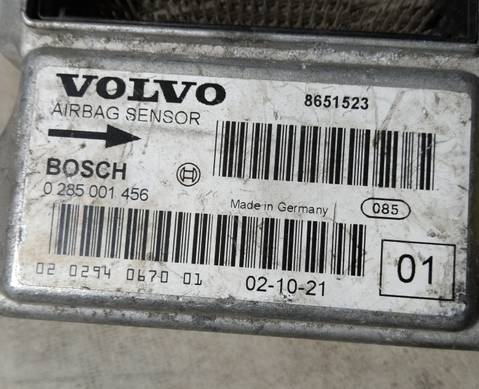 VOLVO
8651523
AIRBAG SENSOR
BOSCH
0 285 001 456
Made in Germany
085
02 0294 0670 01
02-10-21
01